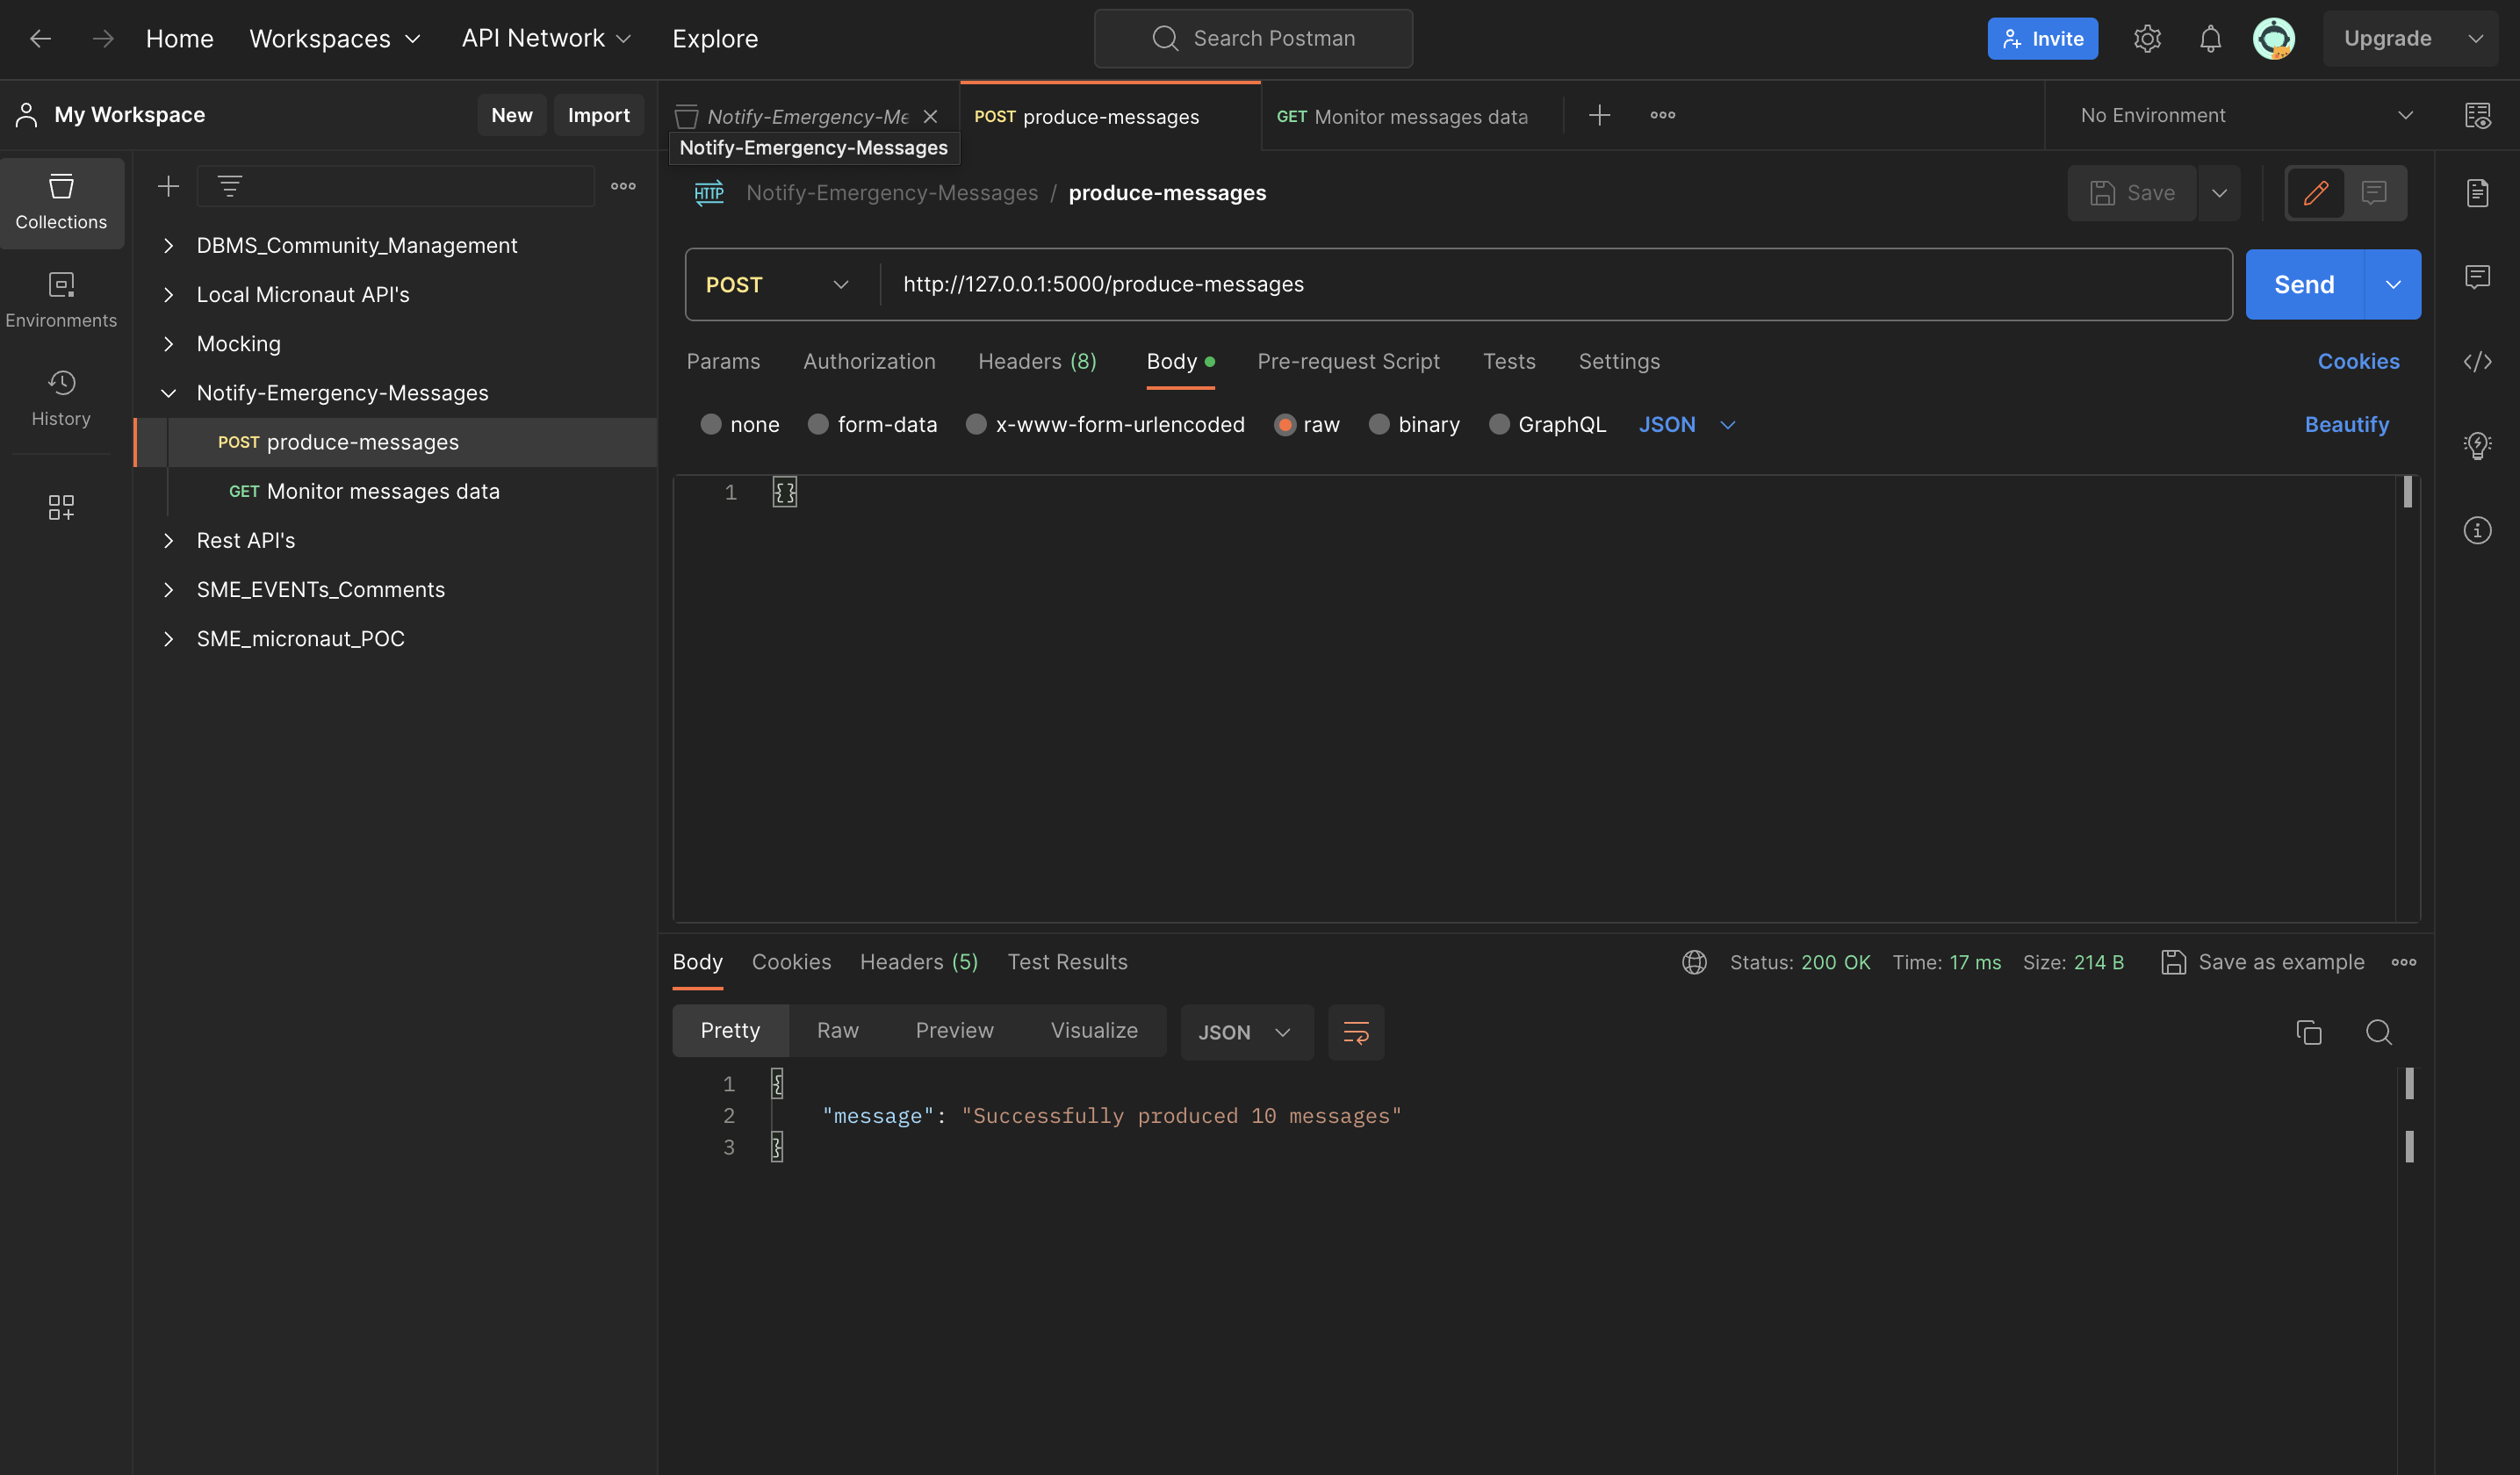 Home Workspaces API Network Explore Search Postman Invite Upgrade
My Workspace New Import
Notify-Emergency-Me POST produce-messages GET Monitor messages data No Environment
Notify-Emergency-Messages
Collections
Environments
History
DBMS_Community_Management
Local Micronaut API's
Mocking
Notify-Emergency-Messages
POST produce-messages
GET Monitor messages data
Rest API's
SME_EVENTs_Comments
SME_micronaut_POC
HTTP Notify-Emergency-Messages / produce-messages Save
POST http://127.0.0.1:5000/produce-messages Send
Params Authorization Headers (8) Body Pre-request Script Tests Settings Cookies
none form-data x-www-form-urlencoded raw binary GraphQL JSON Beautify
1 {}
Body Cookies Headers (5) Test Results Status: 200 OK Time: 17 ms Size: 214 B Save as example
Pretty Raw Preview Visualize JSON
1 {
2 "message": "Successfully produced 10 messages"
3 }